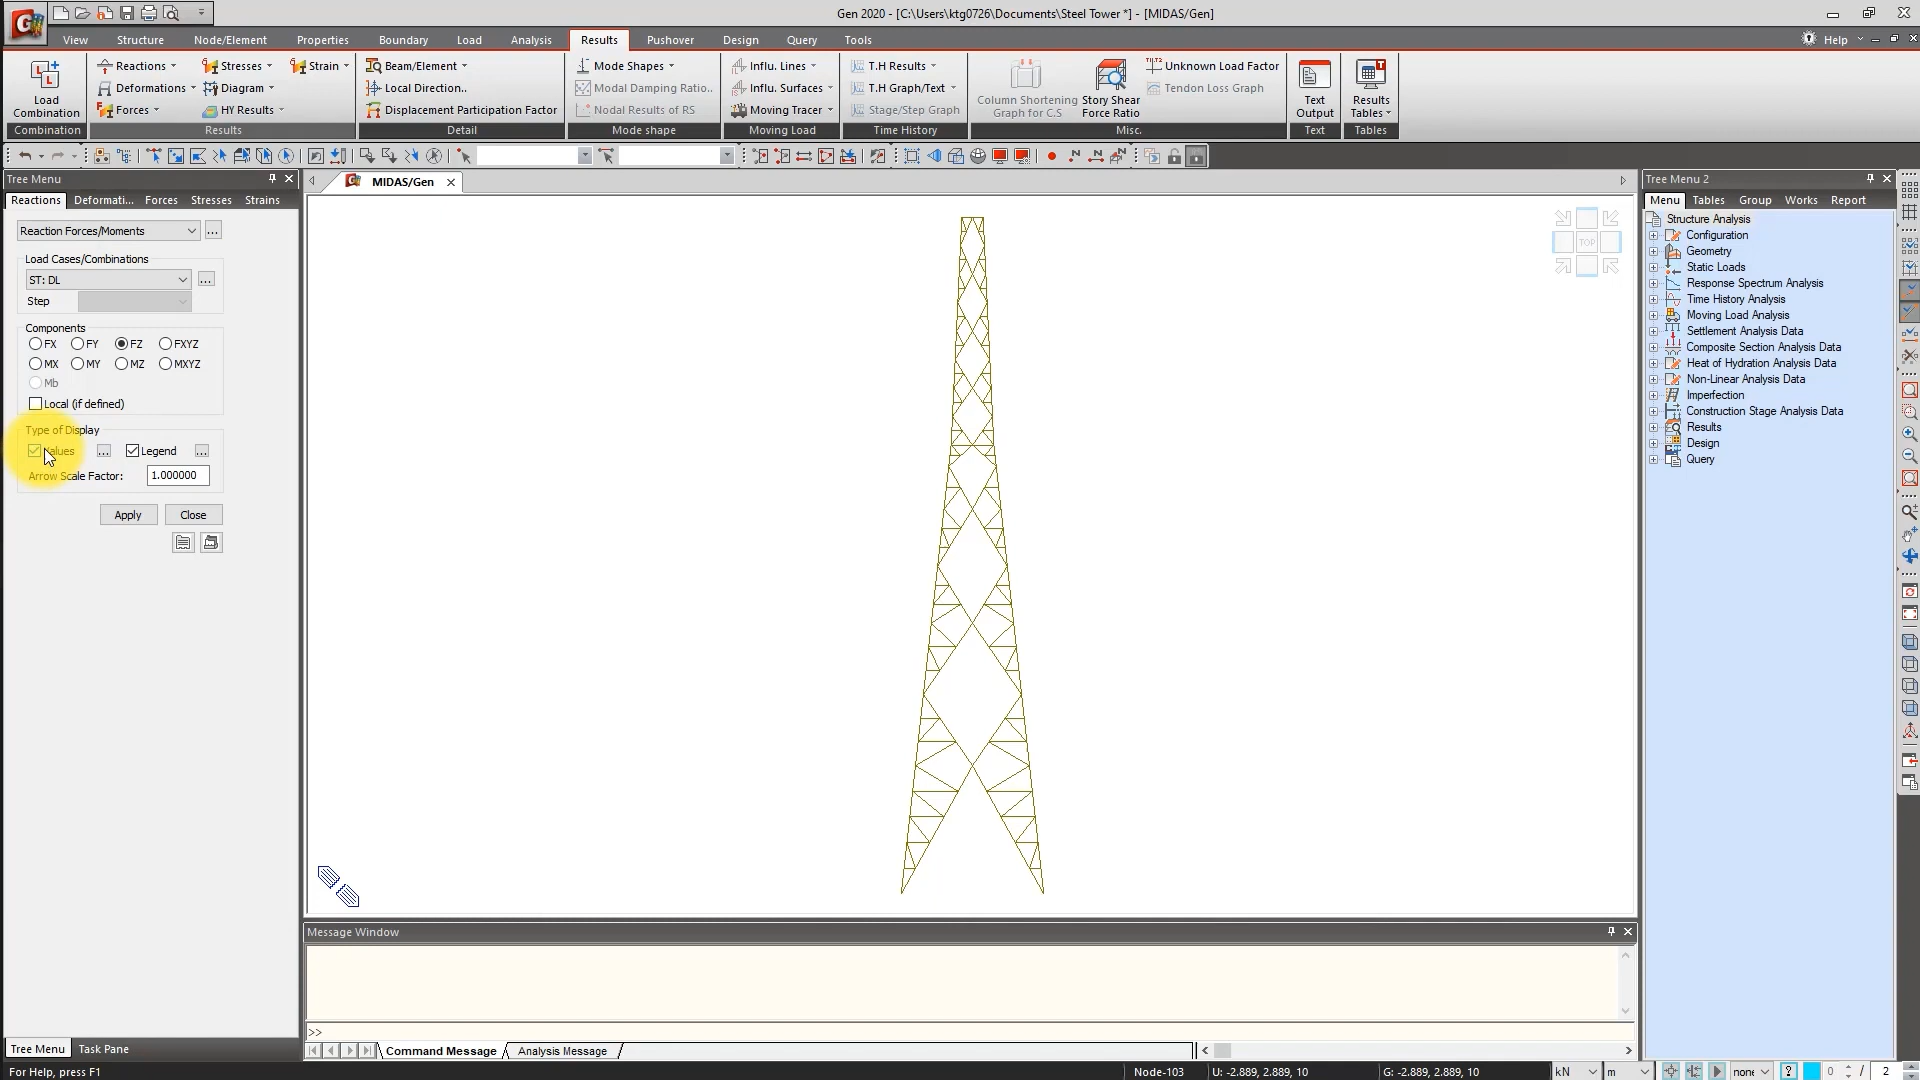 Gen 2020 - [C:\Users\ktg0726\Documents\Steel Tower *] - [MIDAS/Gen]
View Structure Node/Element Properties Boundary Load Analysis Results Pushover Design Query Tools Help
Reactions Stresses Strain Beam/Element Mode Shapes Influ. Lines T.H Results Unknown Load Factor
Deformations Diagram Local Direction.. Modal Damping Ratio.. Influ. Surfaces T.H Graph/Text Tendon Loss Graph
Load Combination Forces HY Results Displacement Participation Factor Nodal Results of RS Moving Tracer Stage/Step Graph Column Shortening Graph for C.S Story Shear Force Ratio Text Output Results Tables
Combination Results Detail Mode shape Moving Load Time History Misc. Text Tables
Tree Menu
Reactions Deformati... Forces Stresses Strains
Reaction Forces/Moments ...
Load Cases/Combinations
ST: DL ...
Step
Components
FX FY FZ FXYZ
MX MY MZ MXYZ
Mb
Local (if defined)
Type of Display
Values ... Legend ...
Arrow Scale Factor: 1.000000
Apply Close
Tree Menu Task Pane
MIDAS/Gen
TOP
Message Window
>>
Command Message Analysis Message
Tree Menu 2
Menu Tables Group Works Report
Structure Analysis
Configuration
Geometry
Static Loads
Response Spectrum Analysis
Time History Analysis
Moving Load Analysis
Settlement Analysis Data
Composite Section Analysis Data
Heat of Hydration Analysis Data
Non-Linear Analysis Data
Imperfection
Construction Stage Analysis Data
Results
Design
Query
For Help, press F1 Node-103 U: -2.889, 2.889, 10 G: -2.889, 2.889, 10 kN m none ? 0 / 2